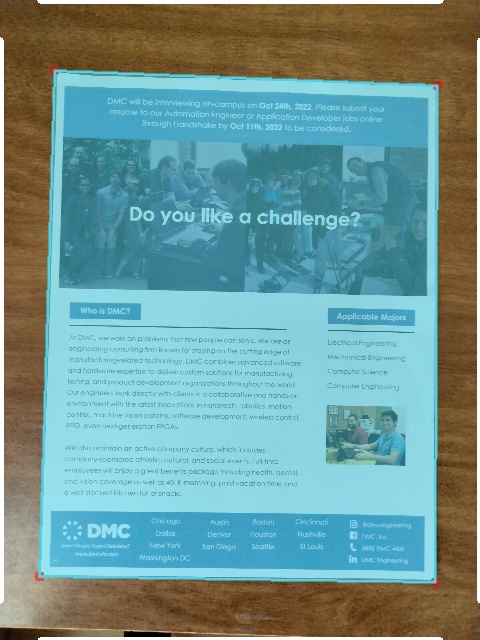 DMC will be interviewing on-campus on Oct 24th, 2022. Please submit your
resume to our Automation Engineer or Application Developer jobs online
through Handshake by Oct 11th, 2022 to be considered.
Do you like a challenge?
Who is DMC?
At DMC, we work on problems that few people can solve. We are an
engineering consulting firm known for staying on the cutting edge of
manufacturing-related technology. DMC combines advanced software
and hardware expertise to deliver custom solutions for manufacturing,
testing, and product development organizations throughout the world.
Our engineers work directly with clients in a collaborative and hands-on
environment with the latest innovations in nanotech, robotics, motion
control, machine vision systems, software development, wireless control,
RFID, even next-generation FPGAs.
We also maintain an active company culture, which includes
company-sponsored athletic, cultural, and social events. Full-time
employees will enjoy a great benefits package including health, dental,
and vision coverage as well as 401K matching, paid vacation time, and
a well stocked kitchen full of snacks.
Applicable Majors
Electrical Engineering
Mechanical Engineering
Computer Science
Computer Engineering
DMC
Smart People. Expert Solutions.®
www.dmcinfo.com
Chicago
Dallas
New York
Washington DC
Austin
Denver
San Diego
Boston
Houston
Seattle
Cincinnati
Nashville
St Louis
@dmcengineering
DMC, Inc.
(888) DMC-4400
DMC Engineering